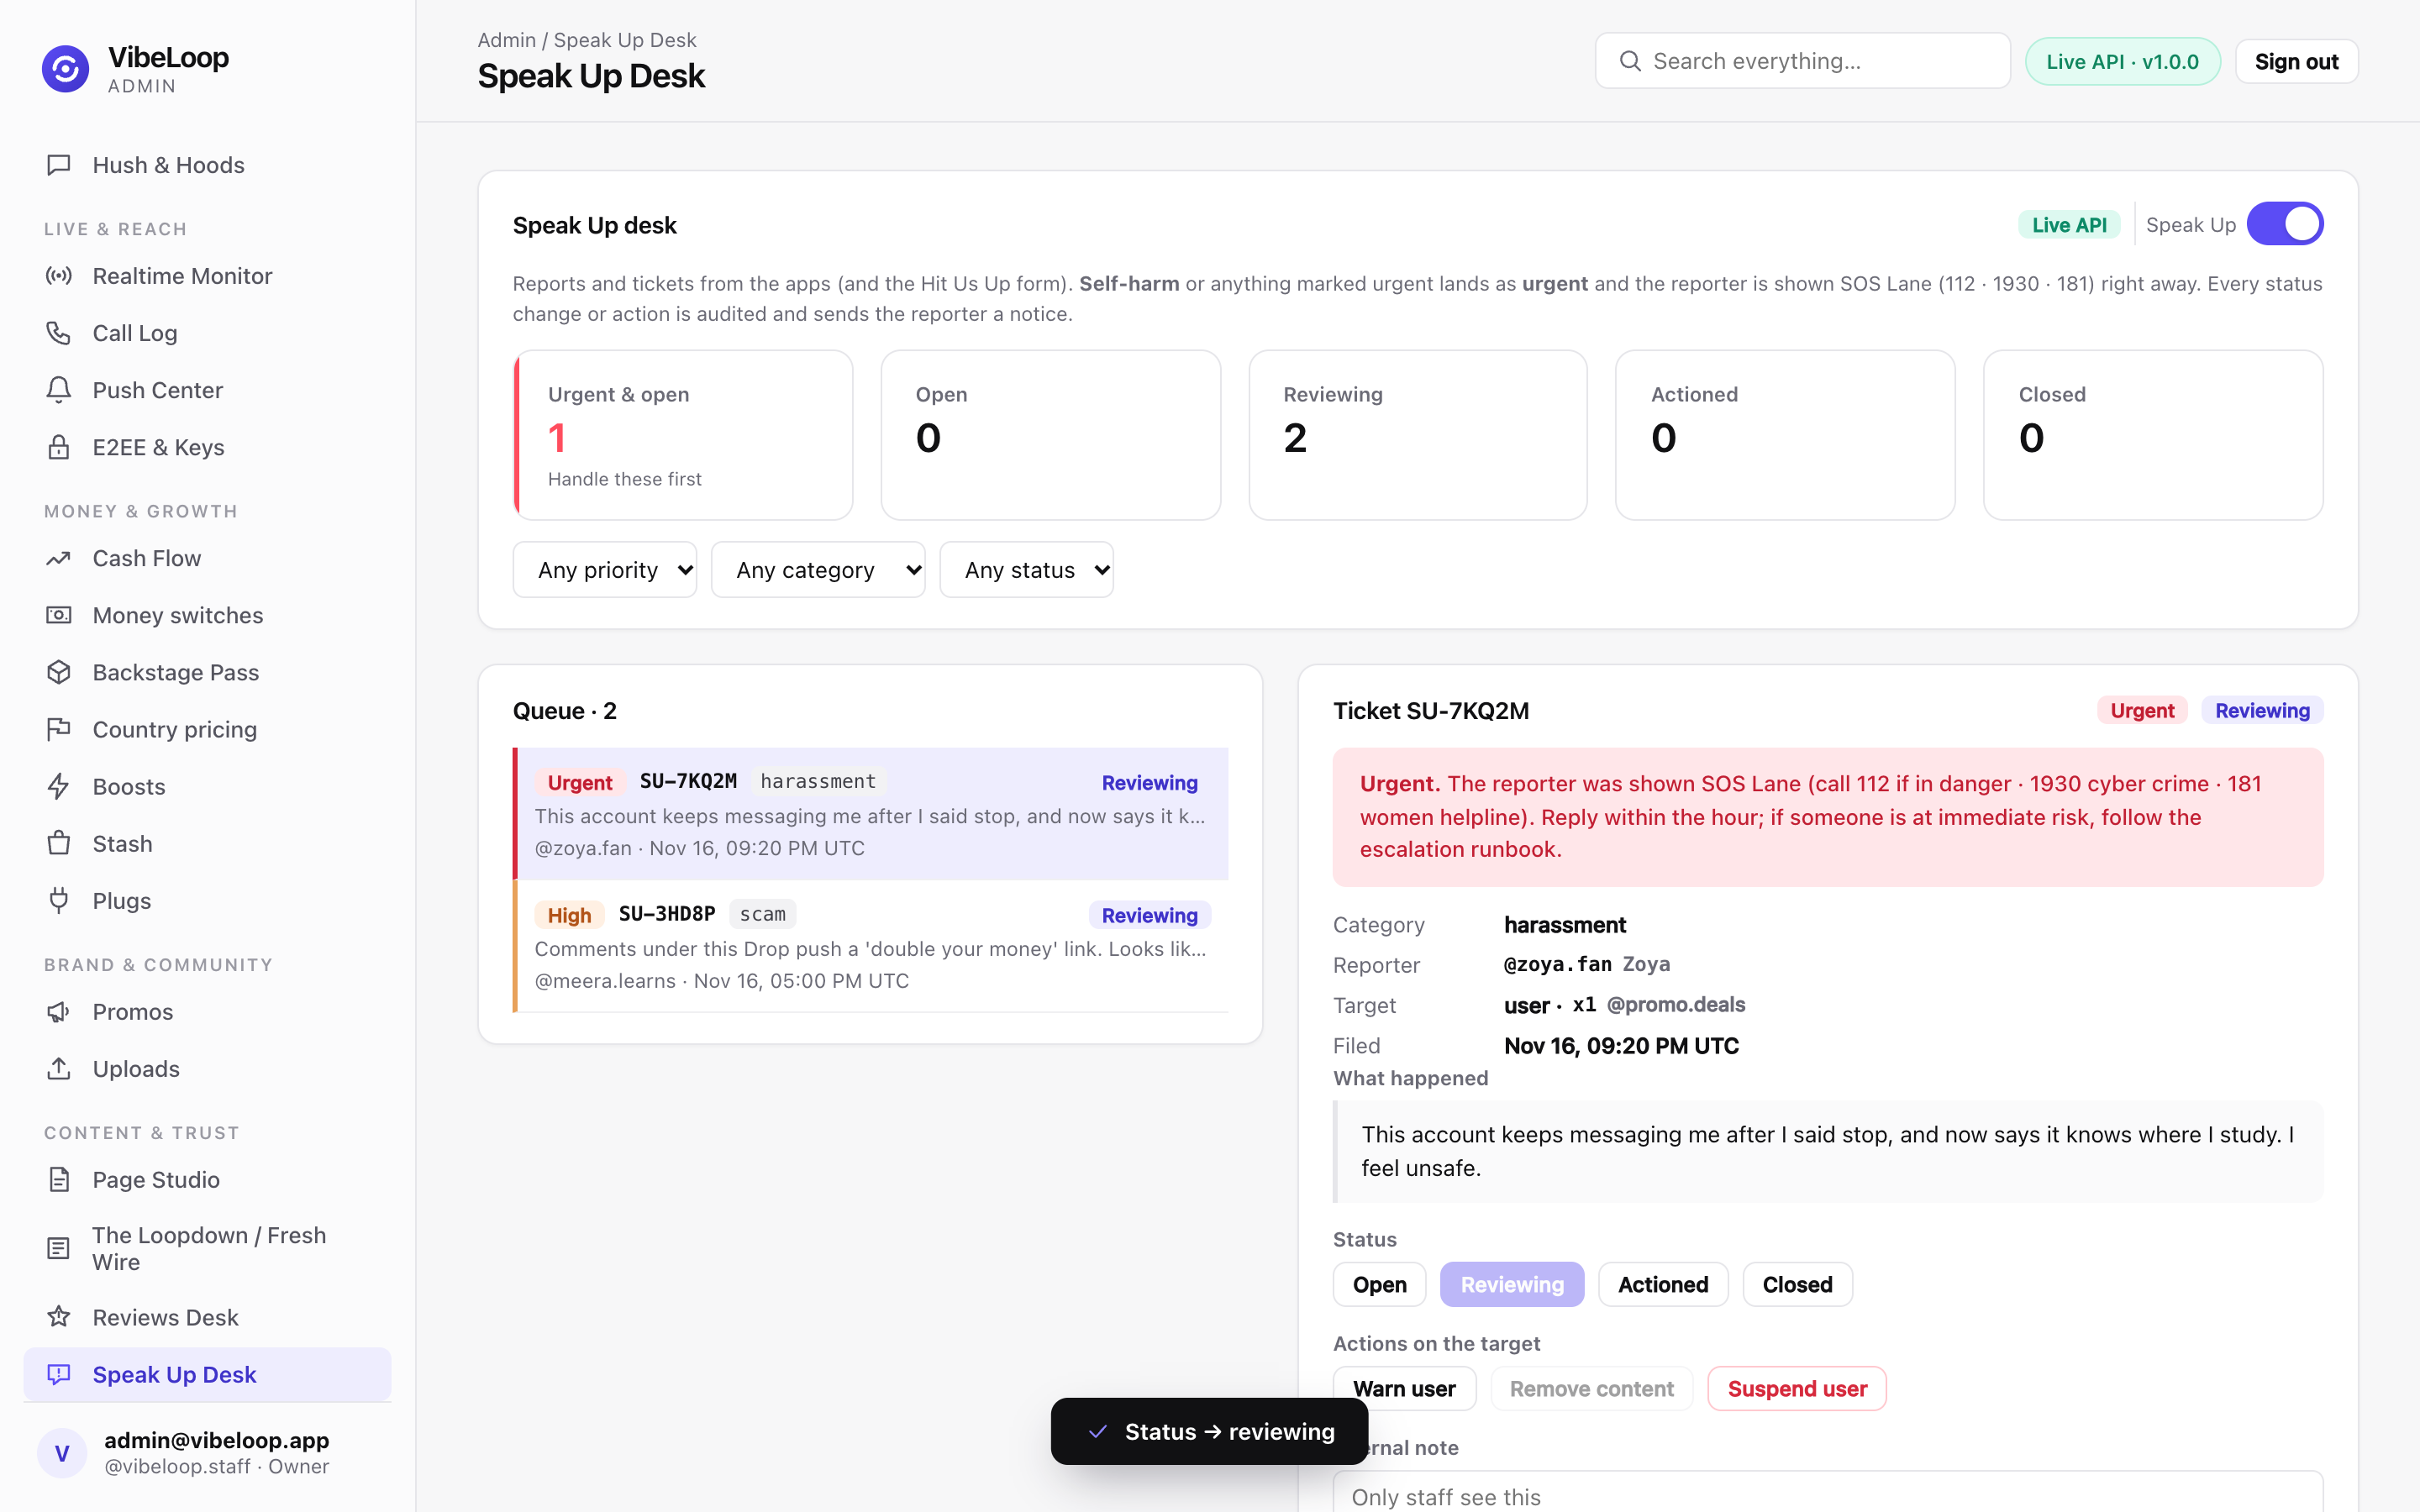 VibeLoop
ADMIN
Hush & Hoods
LIVE & REACH
Realtime Monitor
Call Log
Push Center
E2EE & Keys
MONEY & GROWTH
Cash Flow
Money switches
Backstage Pass
Country pricing
Boosts
Stash
Plugs
BRAND & COMMUNITY
Promos
Uploads
CONTENT & TRUST
Page Studio
The Loopdown / Fresh
Wire
Reviews Desk
Speak Up Desk
V
admin@vibeloop.app
@vibeloop.staff · Owner
Admin / Speak Up Desk
Speak Up Desk
Search everything...
Live API · v1.0.0
Sign out
Speak Up desk
Live API
Speak Up
Reports and tickets from the apps (and the Hit Us Up form). Self-harm or anything marked urgent lands as urgent and the reporter is shown SOS Lane (112 · 1930 · 181) right away. Every status
change or action is audited and sends the reporter a notice.
Urgent & open
1
Handle these first
Open
0
Reviewing
2
Actioned
0
Closed
0
Any priority
Any category
Any status
Queue · 2
Urgent SU-7KQ2M harassment Reviewing
This account keeps messaging me after I said stop, and now says it k...
@zoya.fan · Nov 16, 09:20 PM UTC
High SU-3HD8P scam Reviewing
Comments under this Drop push a 'double your money' link. Looks lik...
@meera.learns · Nov 16, 05:00 PM UTC
Ticket SU-7KQ2M
Urgent
Reviewing
Urgent. The reporter was shown SOS Lane (call 112 if in danger · 1930 cyber crime · 181
women helpline). Reply within the hour; if someone is at immediate risk, follow the
escalation runbook.
Category harassment
Reporter @zoya.fan Zoya
Target user · x1 @promo.deals
Filed Nov 16, 09:20 PM UTC
What happened
This account keeps messaging me after I said stop, and now says it knows where I study. I
feel unsafe.
Status
Open Reviewing Actioned Closed
Actions on the target
Warn user Remove content Suspend user
Status → reviewing
note
Only staff see this